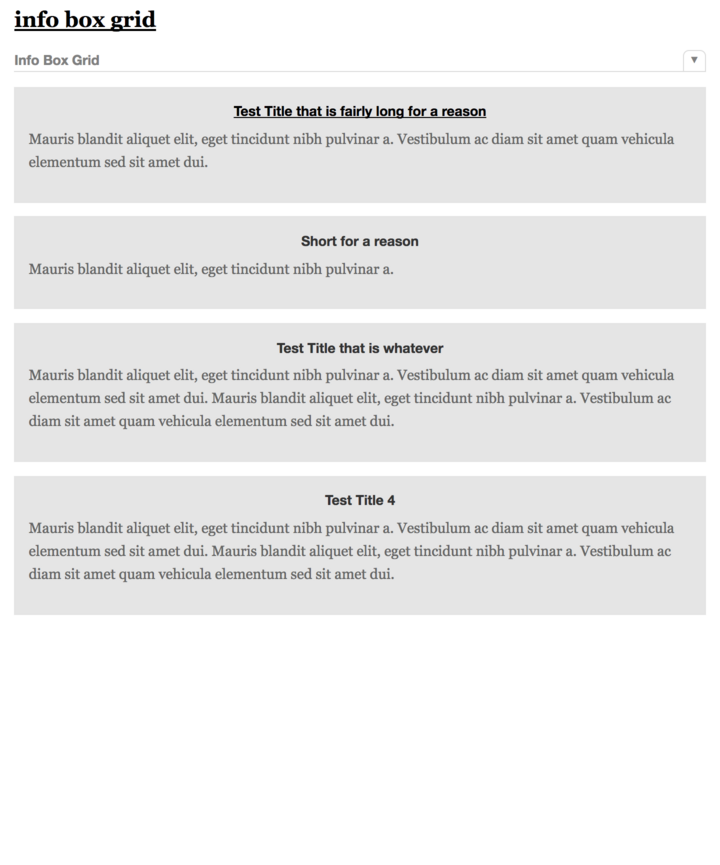 info box grid
Info Box Grid
▼
Test Title that is fairly long for a reason
Mauris blandit aliquet elit, eget tincidunt nibh pulvinar a. Vestibulum ac diam sit amet quam vehicula
elementum sed sit amet dui.
Short for a reason
Mauris blandit aliquet elit, eget tincidunt nibh pulvinar a.
Test Title that is whatever
Mauris blandit aliquet elit, eget tincidunt nibh pulvinar a. Vestibulum ac diam sit amet quam vehicula
elementum sed sit amet dui. Mauris blandit aliquet elit, eget tincidunt nibh pulvinar a. Vestibulum ac
diam sit amet quam vehicula elementum sed sit amet dui.
Test Title 4
Mauris blandit aliquet elit, eget tincidunt nibh pulvinar a. Vestibulum ac diam sit amet quam vehicula
elementum sed sit amet dui. Mauris blandit aliquet elit, eget tincidunt nibh pulvinar a. Vestibulum ac
diam sit amet quam vehicula elementum sed sit amet dui.